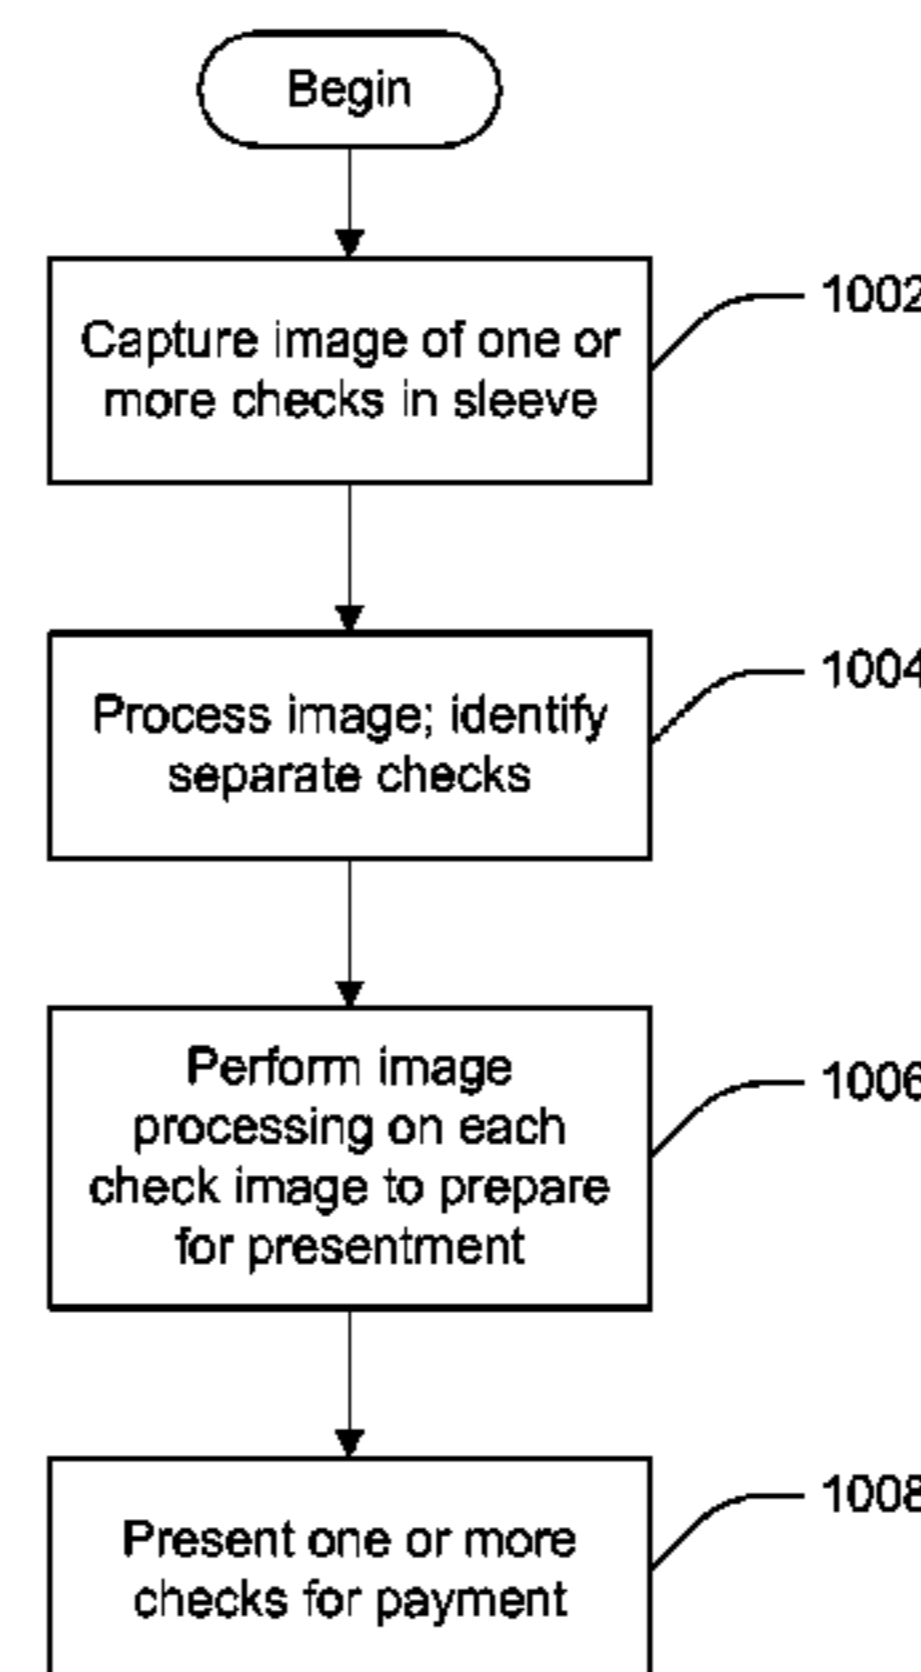 Begin
Capture image of one or
more checks in sleeve
1002
Process image; identify
separate checks
1004
Perform image
processing on each
check image to prepare
for presentment
1006
Present one or more
checks for payment
1008